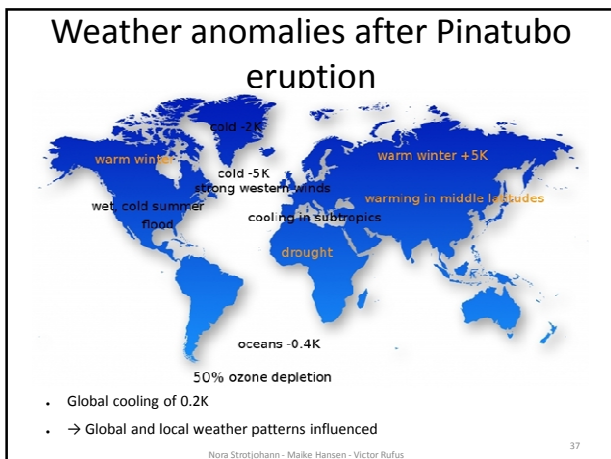 Weather anomalies after Pinatubo
eruption
cold -2K
warm winter
warm winter +5K
cold -5K
strong western winds
warming in middle latitudes
wet, cold summer
flood
cooling in subtropics
drought
oceans -0.4K
50% ozone depletion
• Global cooling of 0.2K
• → Global and local weather patterns influenced
Nora Strotjohann - Maike Hansen - Victor Rufus
37